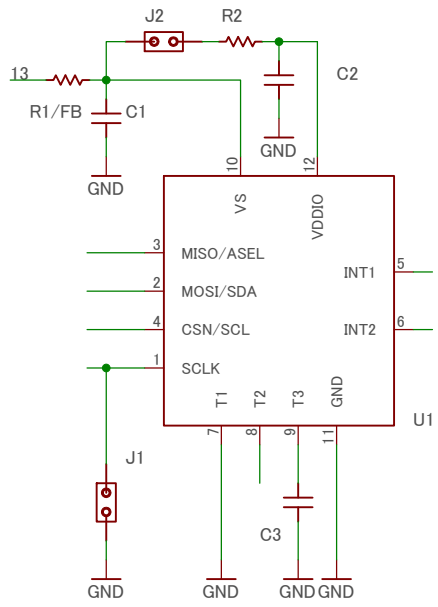 J2
R2
13
R1/FB
C1
C2
GND
GND
10
12
VS
VDDIO
3
MISO/ASEL
2
MOSI/SDA
4
CSN/SCL
1
SCLK
INT1
5
INT2
6
T1
T2
T3
GND
U1
7
8
9
11
J1
C3
GND
GND
GND
GND